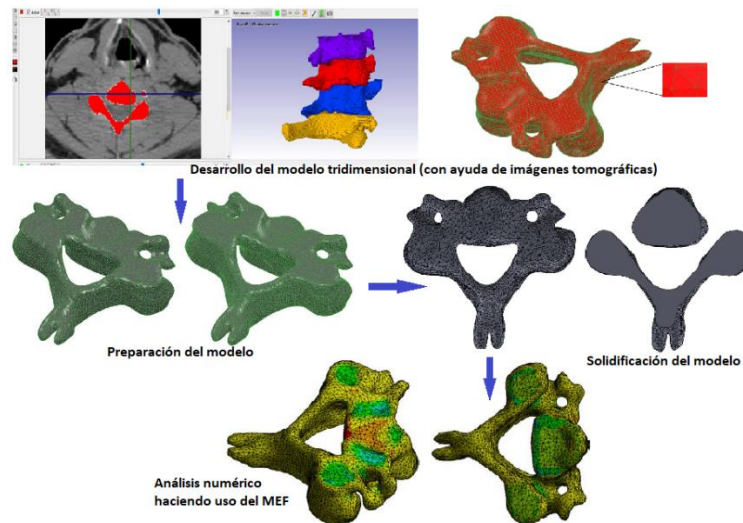 Desarrollo del modelo tridimensional (con ayuda de imágenes tomográficas)
Preparación del modelo
Solidificación del modelo
Análisis numérico
haciendo uso del MEF